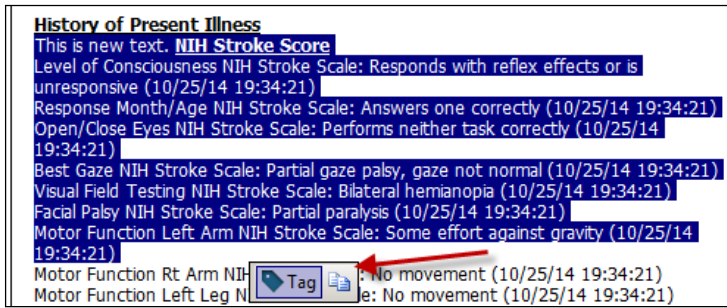 History of Present Illness
This is new text. NIH Stroke Score
Level of Consciousness NIH Stroke Scale: Responds with reflex effects or is
unresponsive (10/25/14 19:34:21)
Response Month/Age NIH Stroke Scale: Answers one correctly (10/25/14 19:34:21)
Open/Close Eyes NIH Stroke Scale: Performs neither task correctly (10/25/14
19:34:21)
Best Gaze NIH Stroke Scale: Partial gaze palsy, gaze not normal (10/25/14 19:34:21)
Visual Field Testing NIH Stroke Scale: Bilateral hemianopia (10/25/14 19:34:21)
Facial Palsy NIH Stroke Scale: Partial paralysis (10/25/14 19:34:21)
Motor Function Left Arm NIH Stroke Scale: Some effort against gravity (10/25/14
19:34:21)
Motor Function Rt Arm NIH : No movement (10/25/14 19:34:21)
Tag
Motor Function Left Leg N le: No movement (10/25/14 19:34:21)